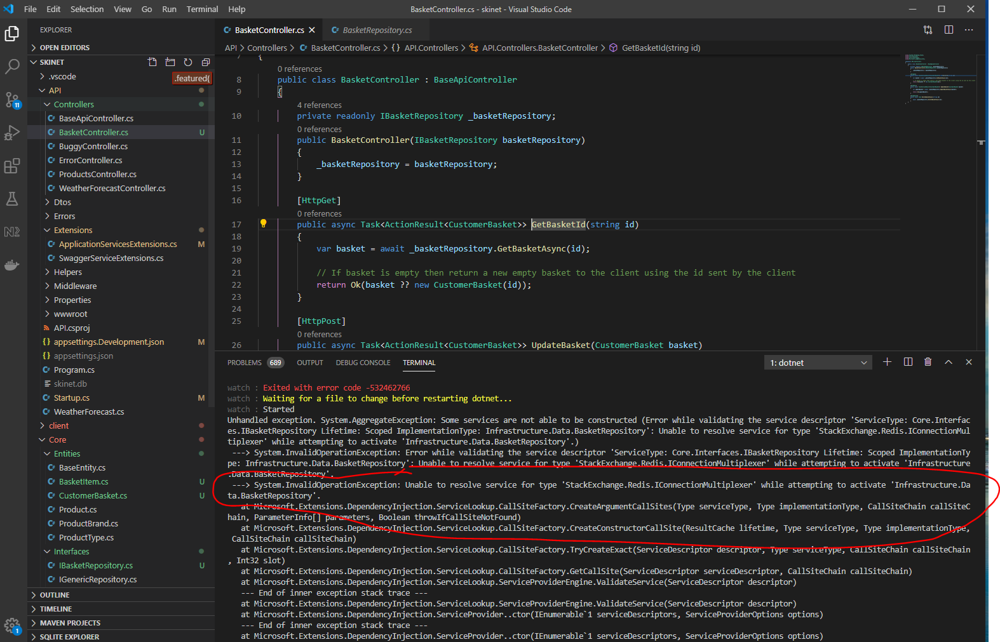 File Edit Selection View Go Run Terminal Help
BasketController.cs - skinet - Visual Studio Code
EXPLORER
OPEN EDITORS
SKINET
.vscode
.featured{
API
Controllers
BaseApiController.cs
BasketController.cs U
BuggyController.cs
ErrorController.cs
ProductsController.cs
WeatherForecastController.cs
Dtos
Errors
Extensions
ApplicationServicesExtensions.cs M
SwaggerServiceExtensions.cs
Helpers
Middleware
Properties
wwwroot
API.csproj
appsettings.Development.json M
appsettings.json
Program.cs
skinet.db
Startup.cs M
WeatherForecast.cs
client
Core
Entities
BaseEntity.cs
BasketItem.cs U
CustomerBasket.cs U
Product.cs
ProductBrand.cs
ProductType.cs
Interfaces
IBasketRepository.cs U
IGenericRepository.cs
OUTLINE
TIMELINE
MAVEN PROJECTS
SQLITE EXPLORER
11
1
BasketController.cs BasketRepository.cs
API > Controllers > BasketController.cs > {} API.Controllers > API.Controllers.BasketController > GetBasketId(string id)
7 {
0 references
8 public class BasketController : BaseApiController
9 {
4 references
10 private readonly IBasketRepository _basketRepository;
0 references
11 public BasketController(IBasketRepository basketRepository)
12 {
13 _basketRepository = basketRepository;
14 }
15
16 [HttpGet]
0 references
17 public async Task<ActionResult<CustomerBasket>> GetBasketId(string id)
18 {
19 var basket = await _basketRepository.GetBasketAsync(id);
20
21 // If basket is empty then return a new empty basket to the client using the id sent by the client
22 return Ok(basket ?? new CustomerBasket(id));
23 }
24
25 [HttpPost]
0 references
26 public async Task<ActionResult<CustomerBasket>> UpdateBasket(CustomerBasket basket)
PROBLEMS 689 OUTPUT DEBUG CONSOLE TERMINAL 1: dotnet
watch : Exited with error code -532462766
watch : Waiting for a file to change before restarting dotnet...
watch : Started
Unhandled exception. System.AggregateException: Some services are not able to be constructed (Error while validating the service descriptor 'ServiceType: Core.Interfac
es.IBasketRepository Lifetime: Scoped ImplementationType: Infrastructure.Data.BasketRepository': Unable to resolve service for type 'StackExchange.Redis.IConnectionMul
tiplexer' while attempting to activate 'Infrastructure.Data.BasketRepository'.)
---> System.InvalidOperationException: Error while validating the service descriptor 'ServiceType: Core.Interfaces.IBasketRepository Lifetime: Scoped ImplementationTy
pe: Infrastructure.Data.BasketRepository': Unable to resolve service for type 'StackExchange.Redis.IConnectionMultiplexer' while attempting to activate 'Infrastructure
.Data.BasketRepository'.
---> System.InvalidOperationException: Unable to resolve service for type 'StackExchange.Redis.IConnectionMultiplexer' while attempting to activate 'Infrastructure.Da
ta.BasketRepository'.
at Microsoft.Extensions.DependencyInjection.ServiceLookup.CallSiteFactory.CreateArgumentCallSites(Type serviceType, Type implementationType, CallSiteChain callSiteC
hain, ParameterInfo[] parameters, Boolean throwIfCallSiteNotFound)
at Microsoft.Extensions.DependencyInjection.ServiceLookup.CallSiteFactory.CreateConstructorCallSite(ResultCache lifetime, Type serviceType, Type implementationType,
CallSiteChain callSiteChain)
at Microsoft.Extensions.DependencyInjection.ServiceLookup.CallSiteFactory.TryCreateExact(ServiceDescriptor descriptor, Type serviceType, CallSiteChain callSiteChain
, Int32 slot)
at Microsoft.Extensions.DependencyInjection.ServiceLookup.CallSiteFactory.GetCallSite(ServiceDescriptor serviceDescriptor, CallSiteChain callSiteChain)
at Microsoft.Extensions.DependencyInjection.ServiceLookup.ServiceProviderEngine.ValidateService(ServiceDescriptor descriptor)
--- End of inner exception stack trace ---
at Microsoft.Extensions.DependencyInjection.ServiceLookup.ServiceProviderEngine.ValidateService(ServiceDescriptor descriptor)
at Microsoft.Extensions.DependencyInjection.ServiceProvider..ctor(IEnumerable`1 serviceDescriptors, ServiceProviderOptions options)
--- End of inner exception stack trace ---
at Microsoft.Extensions.DependencyInjection.ServiceProvider..ctor(IEnumerable`1 serviceDescriptors, ServiceProviderOptions options)